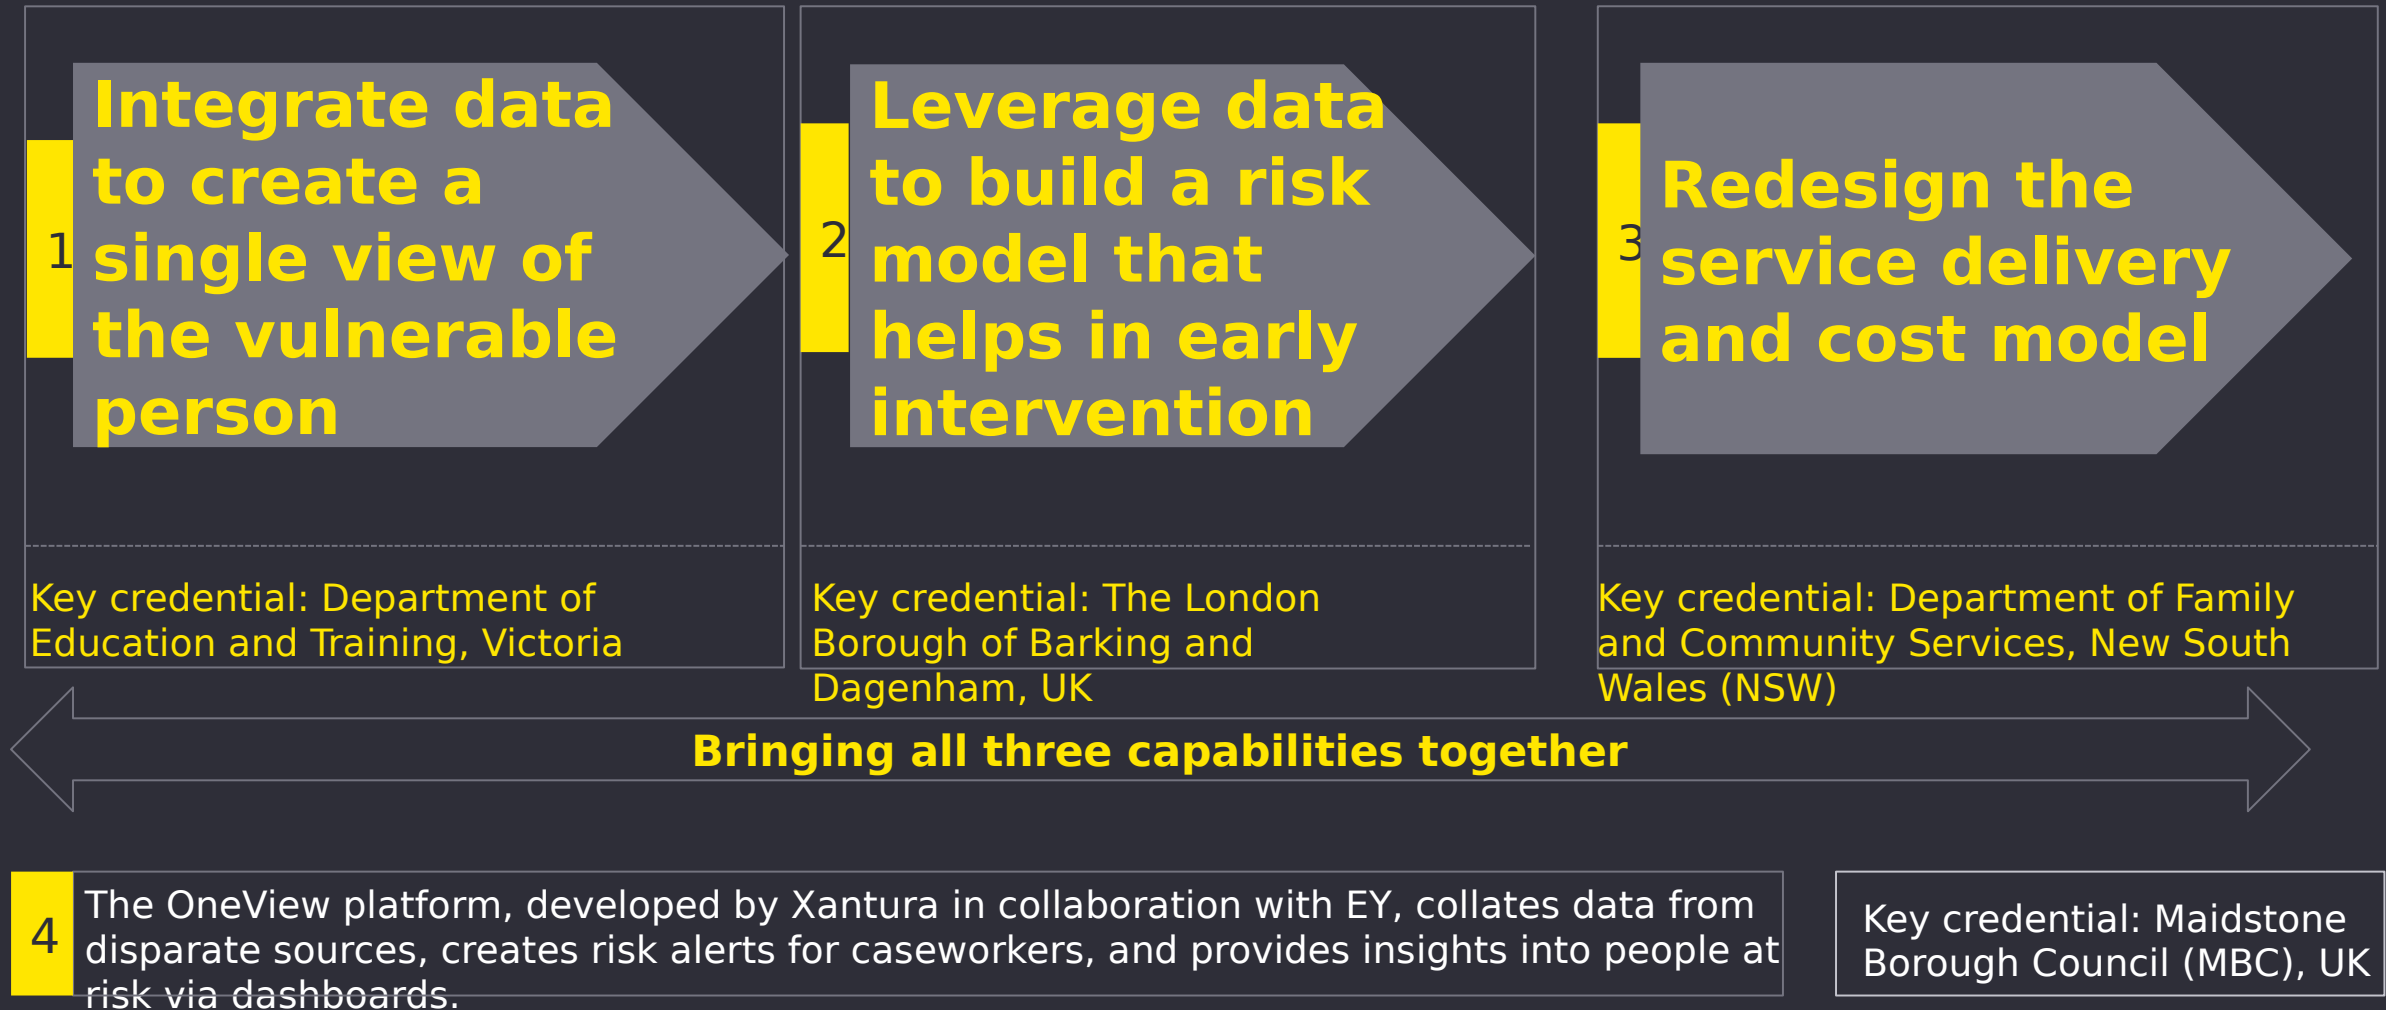 1
Integrate data
to create a
single view of
the vulnerable
person
Key credential: Department of
Education and Training, Victoria
2
Leverage data
to build a risk
model that
helps in early
intervention
Key credential: The London
Borough of Barking and
Dagenham, UK
3
Redesign the
service delivery
and cost model
Key credential: Department of Family
and Community Services, New South
Wales (NSW)
Bringing all three capabilities together
4
The OneView platform, developed by Xantura in collaboration with EY, collates data from
disparate sources, creates risk alerts for caseworkers, and provides insights into people at
risk via dashboards.
Key credential: Maidstone
Borough Council (MBC), UK